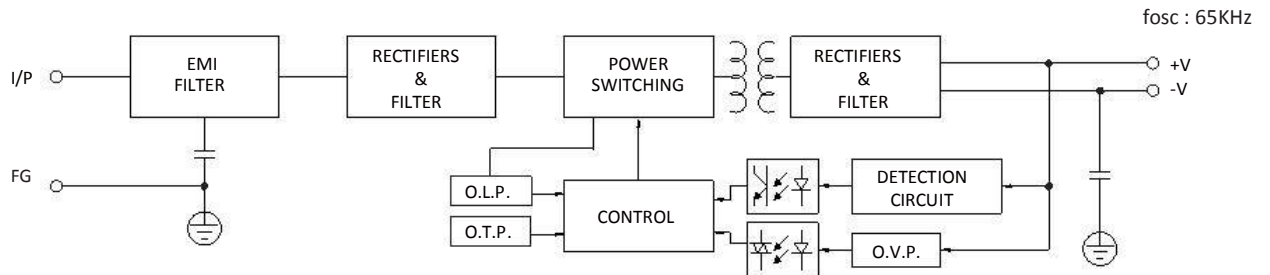 fosc : 65KHz
I/P
EMI
FILTER
RECTIFIERS
&
FILTER
POWER
SWITCHING
RECTIFIERS
&
FILTER
+V
-V
FG
O.L.P.
O.T.P.
CONTROL
DETECTION
CIRCUIT
O.V.P.